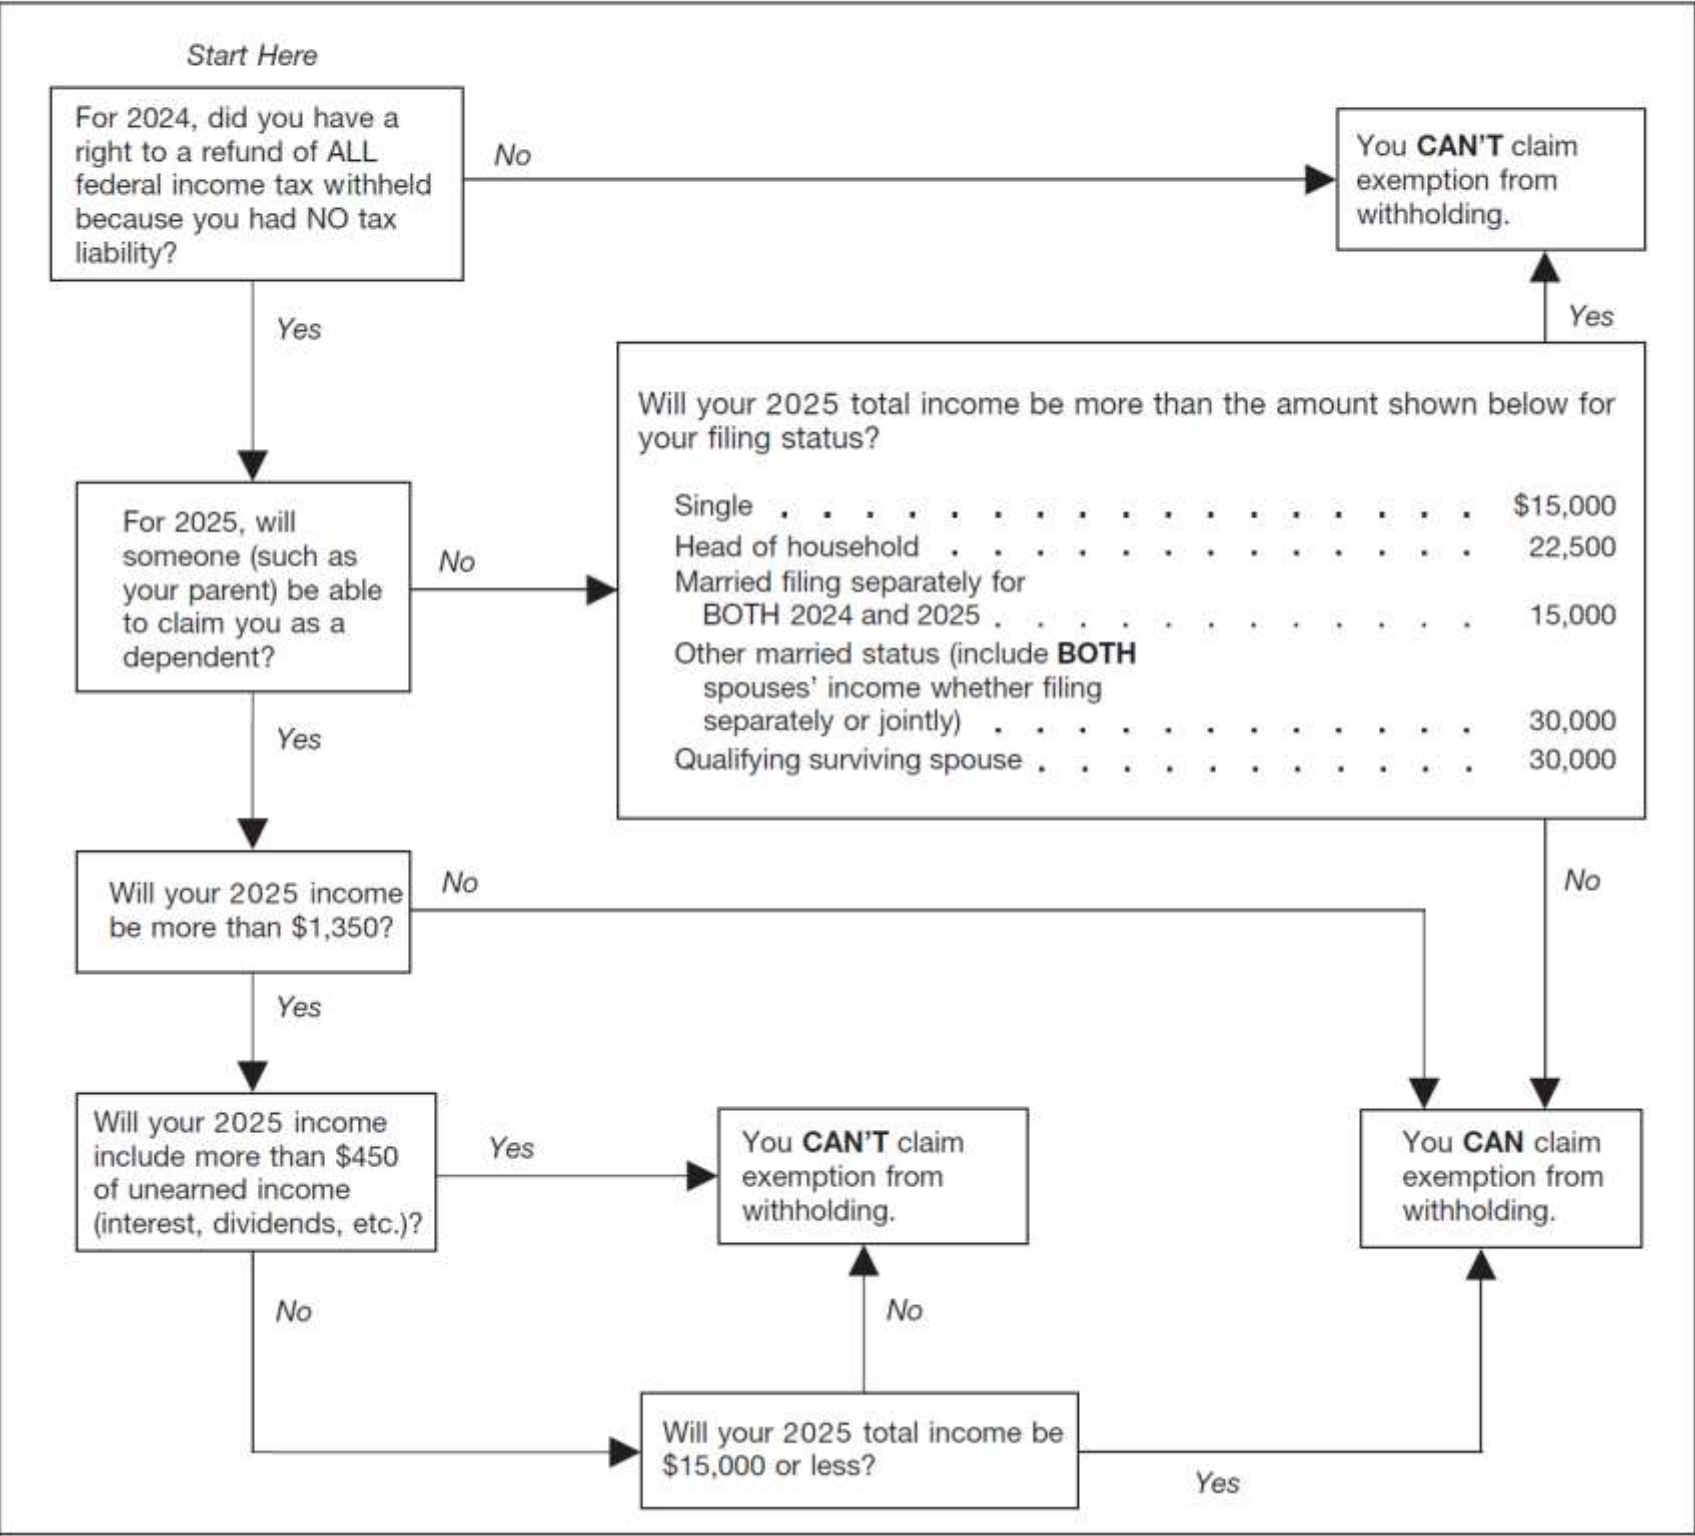 Start Here
For 2024, did you have a
right to a refund of ALL
federal income tax withheld
because you had NO tax
liability?
No
You CAN'T claim
exemption from
withholding.
Yes
Yes
Will your 2025 total income be more than the amount shown below for
your filing status?
Single . . . . . . . . . . . . . . . . . $15,000
Head of household . . . . . . . . . . . . . 22,500
Married filing separately for
BOTH 2024 and 2025 . . . . . . . . . . . . 15,000
Other married status (include BOTH
spouses' income whether filing
separately or jointly) . . . . . . . . . . . . 30,000
Qualifying surviving spouse . . . . . . . . . . . 30,000
For 2025, will
someone (such as
your parent) be able
to claim you as a
dependent?
No
Yes
No
Will your 2025 income
be more than $1,350?
No
Yes
Will your 2025 income
include more than $450
of unearned income
(interest, dividends, etc.)?
Yes
You CAN'T claim
exemption from
withholding.
You CAN claim
exemption from
withholding.
No
No
Will your 2025 total income be
$15,000 or less?
Yes